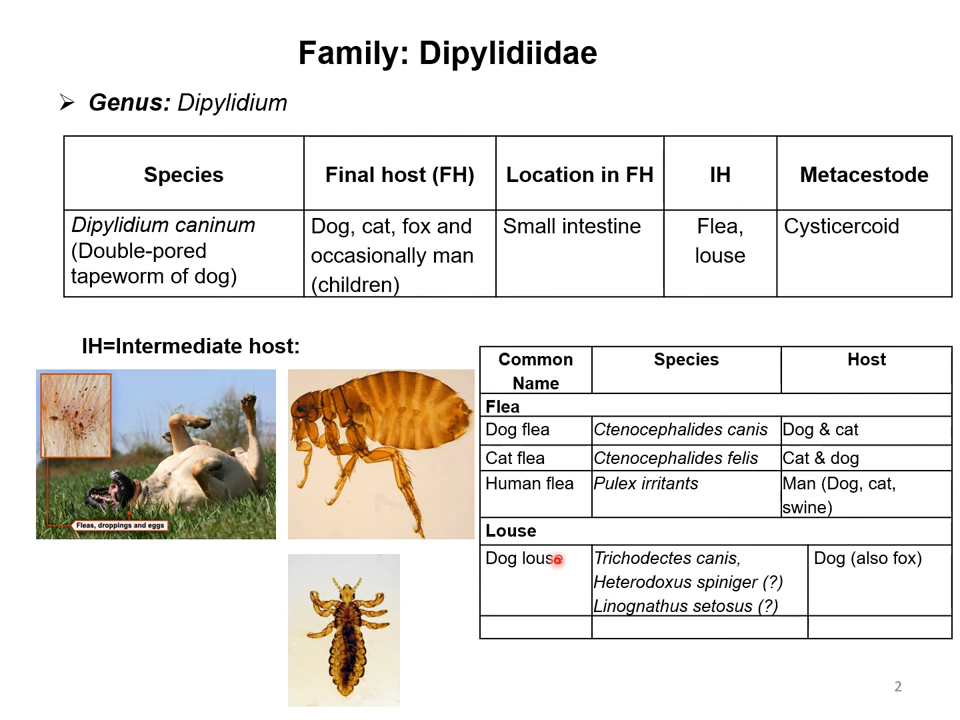 Family: Dipylidiidae
➢ Genus: Dipylidium
Species | Final host (FH) | Location in FH | IH | Metacestode
Dipylidium caninum (Double-pored tapeworm of dog) | Dog, cat, fox and occasionally man (children) | Small intestine | Flea, louse | Cysticercoid
IH=Intermediate host:
Fleas, droppings and eggs
Common Name | Species | Host
Flea
Dog flea | Ctenocephalides canis | Dog & cat
Cat flea | Ctenocephalides felis | Cat & dog
Human flea | Pulex irritants | Man (Dog, cat, swine)
Louse
Dog louse | Trichodectes canis, Heterodoxus spiniger (?) Linognathus setosus (?) | Dog (also fox)
2